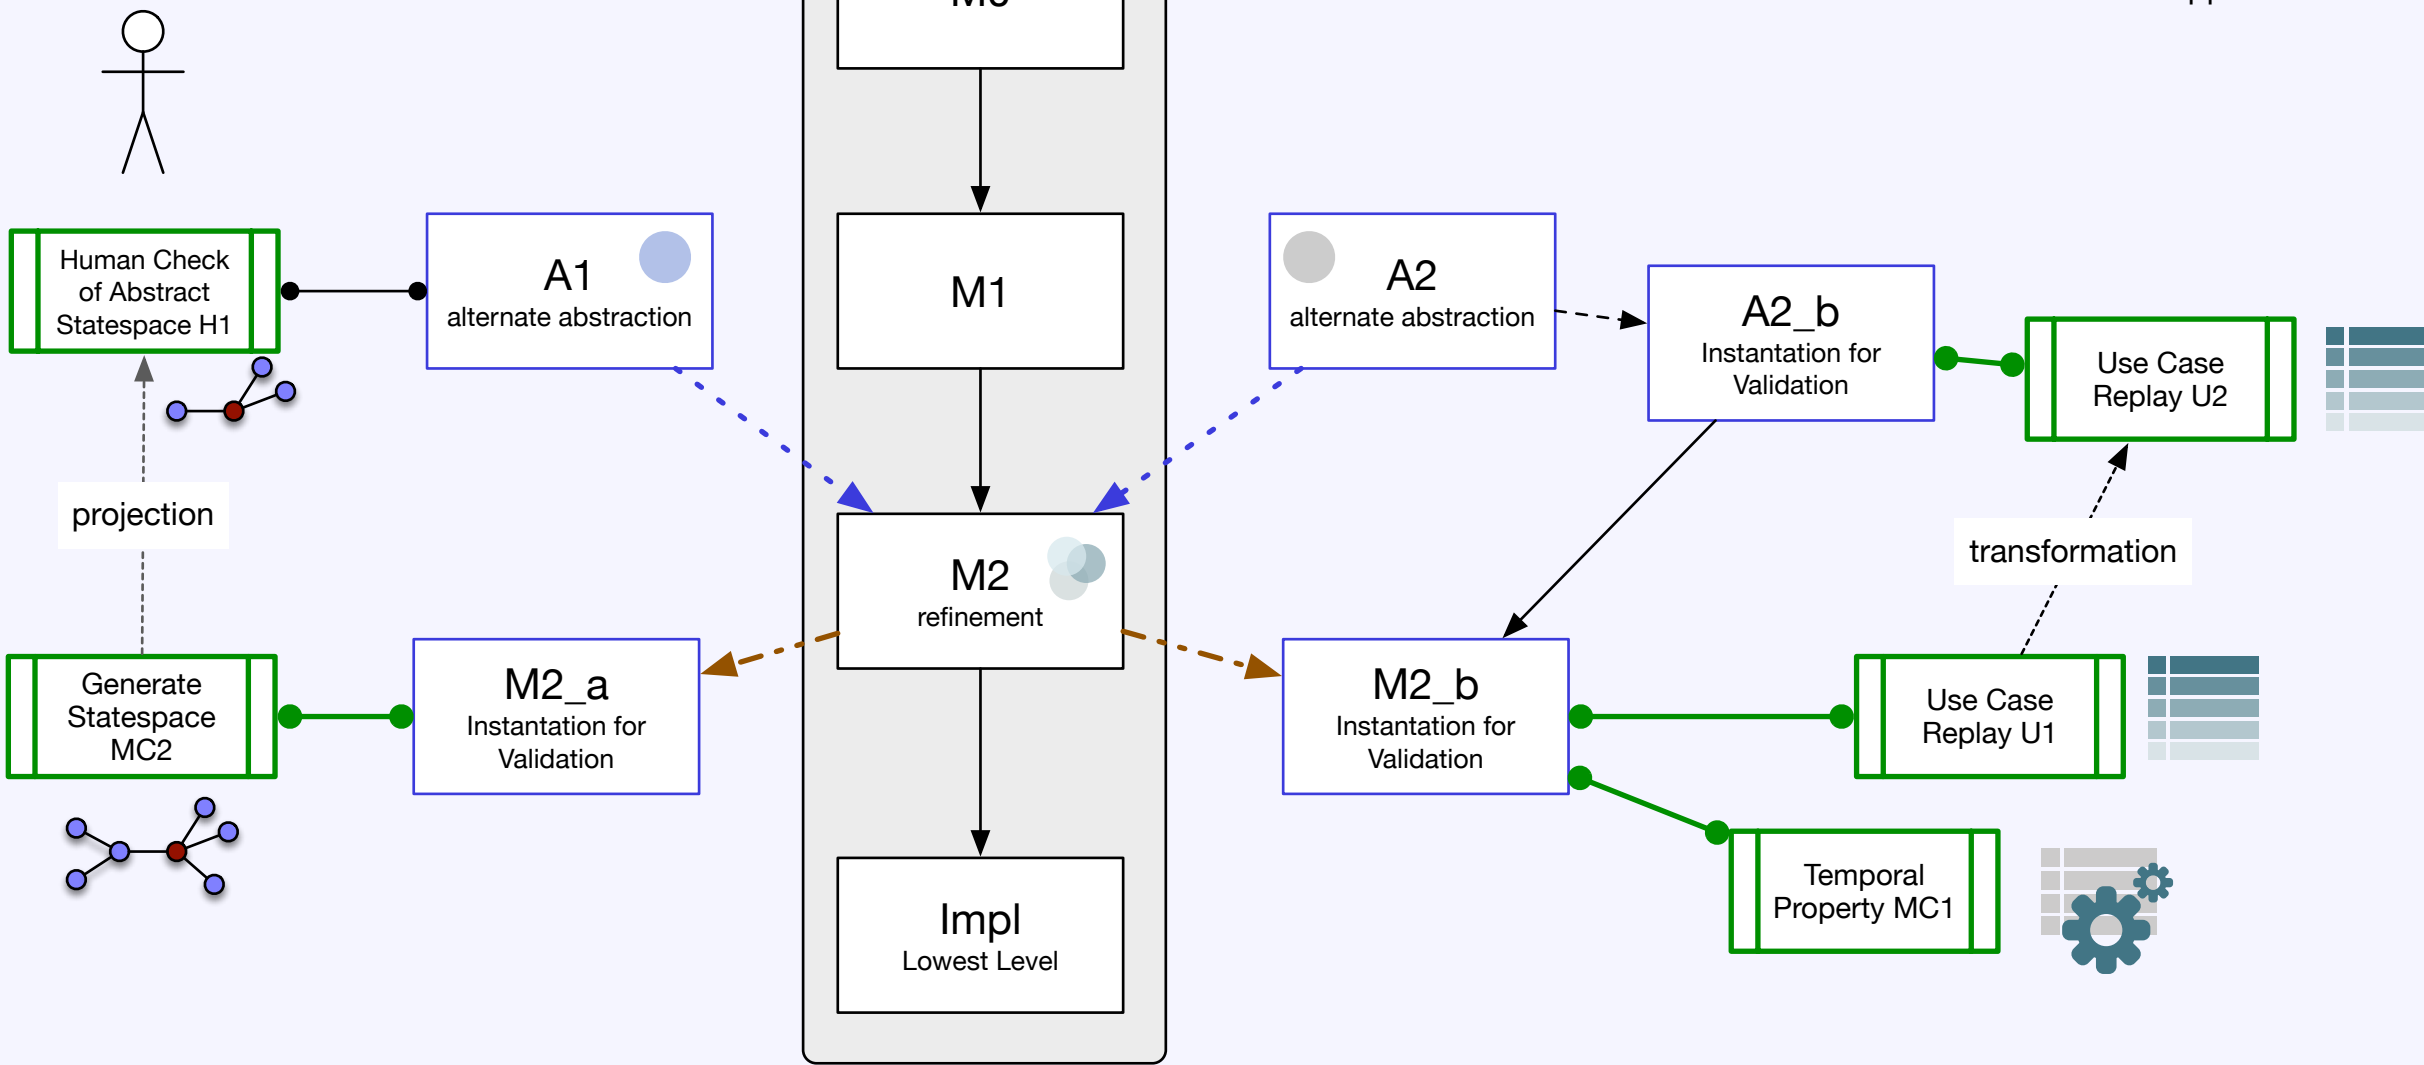 Human Check
of Abstract
Statespace H1
A1
alternate abstraction
M1
A2
alternate abstraction
A2_b
Instantation for
Validation
Use Case
Replay U2
projection
transformation
M2
refinement
Generate
Statespace
MC2
M2_a
Instantation for
Validation
M2_b
Instantation for
Validation
Use Case
Replay U1
Temporal
Property MC1
Impl
Lowest Level